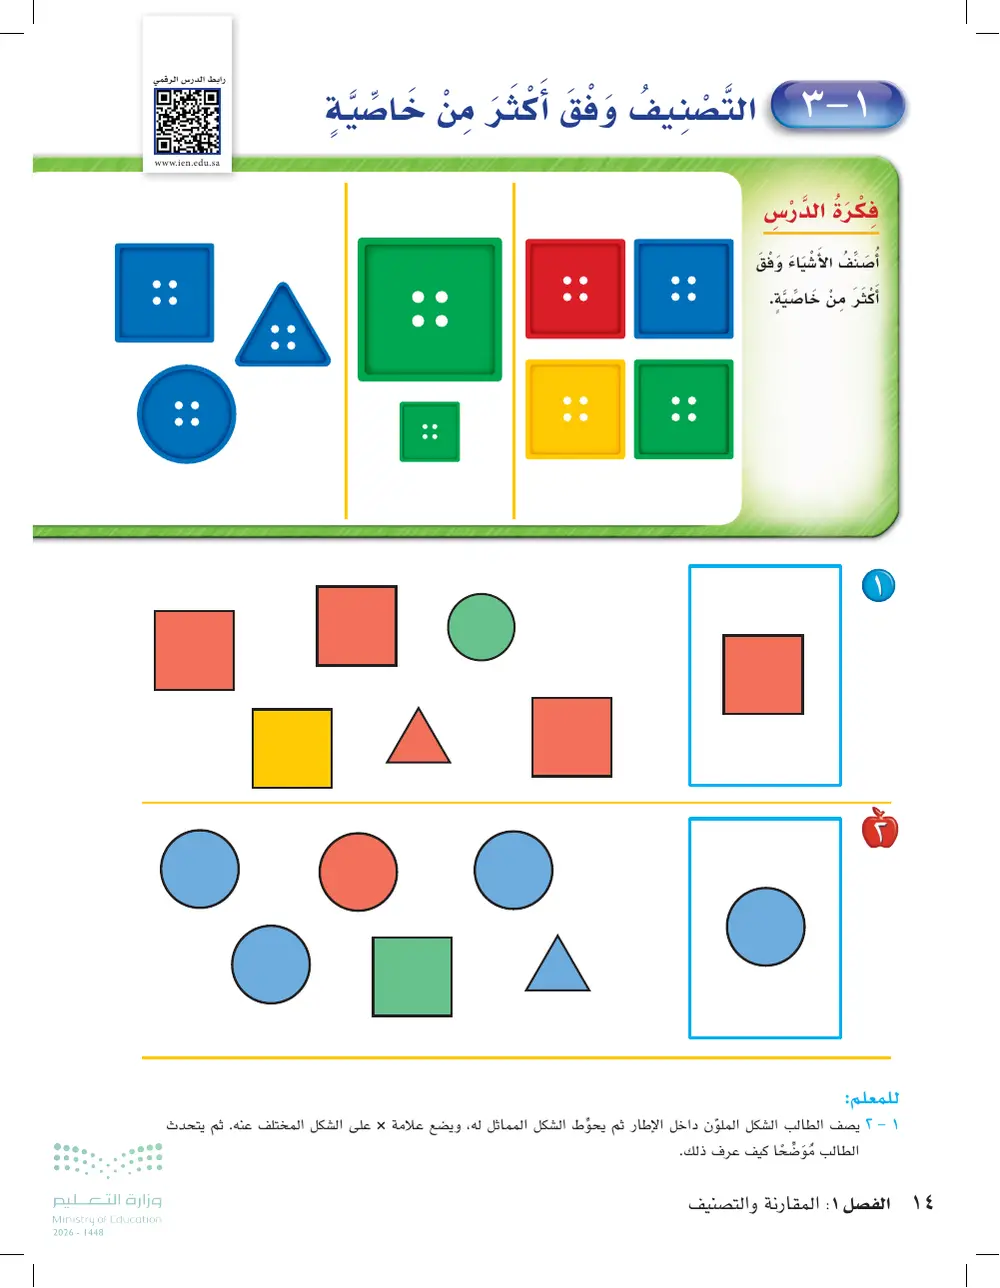 رابط الدرس الرقمي
www.ien.edu.sa
١-٣ التَّصْنِيفُ وَفْقَ أَكْثَرَ مِنْ خَاصِّيَّةٍ
فِكْرَةُ الدَّرْسِ
أُصَنِّفُ الأَشْيَاءَ وَفْقَ
أَكْثَرَ مِنْ خَاصِّيَّةٍ.
١
٢
للمعلم:
١ - ٢ يصف الطالب الشكل الملوّن داخل الإطار ثم يحوِّط الشكل المماثل له، ويضع علامة × على الشكل المختلف عنه. ثم يتحدث
الطالب مُوَضِّحًا كيف عرف ذلك.
١٤ الفصل ١: المقارنة والتصنيف
وزارة التعليم
Ministry of Education
2026 - 1448